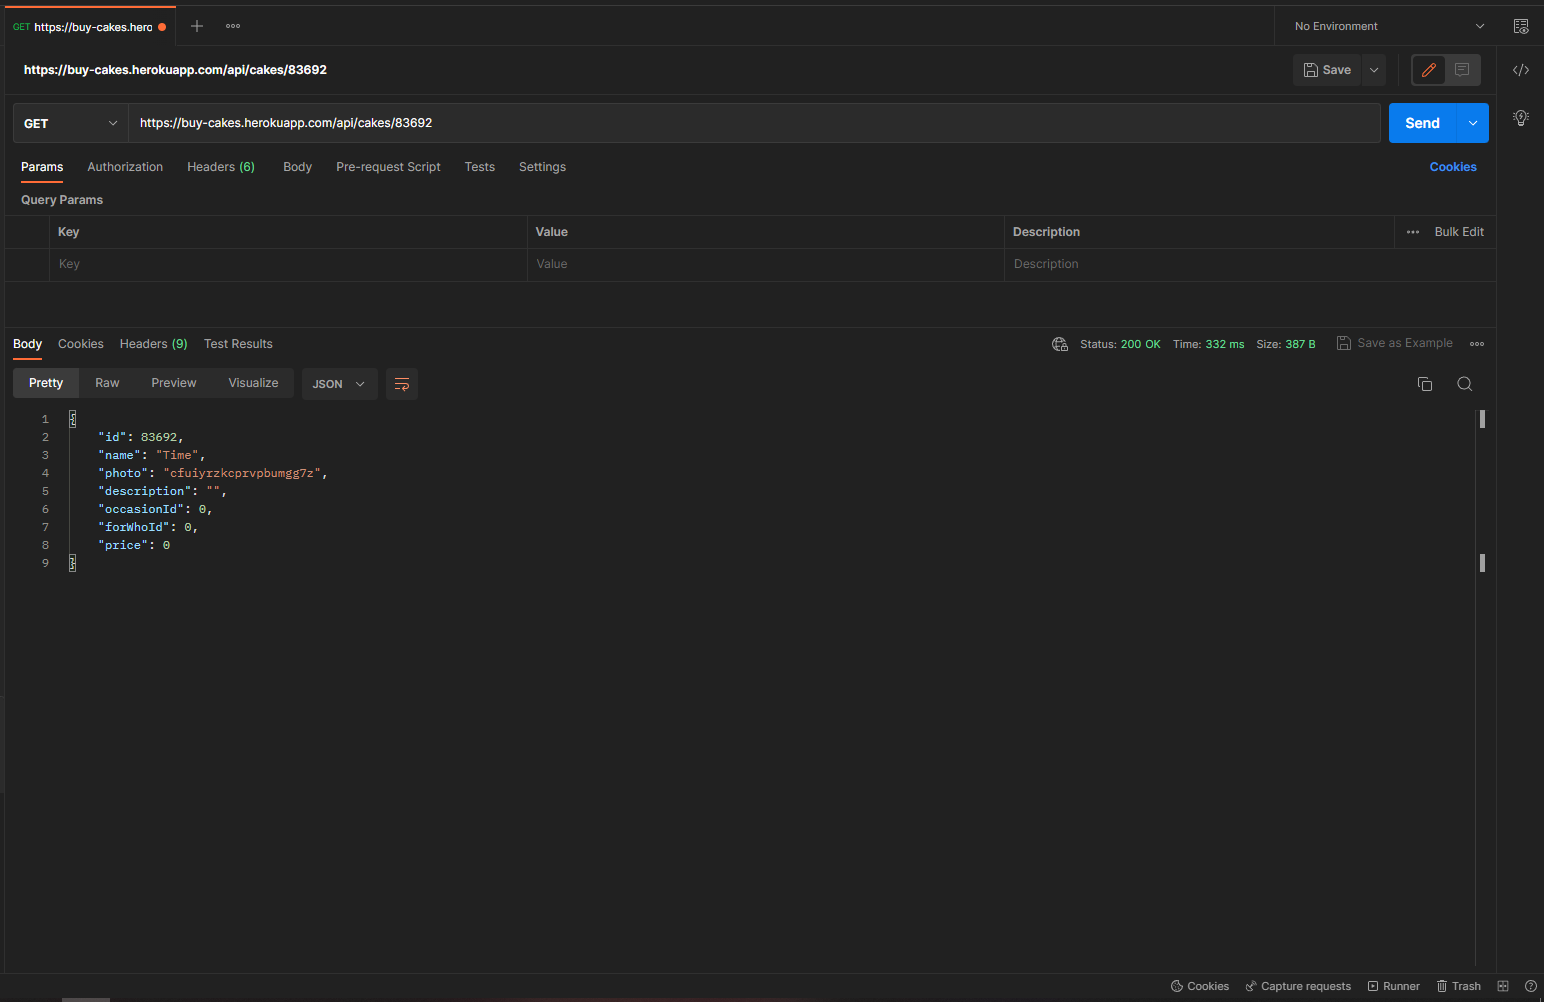 GET https://buy-cakes.hero
No Environment
https://buy-cakes.herokuapp.com/api/cakes/83692
Save
GET https://buy-cakes.herokuapp.com/api/cakes/83692 Send
Params Authorization Headers (6) Body Pre-request Script Tests Settings Cookies
Query Params
Key Value Description Bulk Edit
Key Value Description
Body Cookies Headers (9) Test Results Status: 200 OK Time: 332 ms Size: 387 B Save as Example
Pretty Raw Preview Visualize JSON
1 {
2 "id": 83692,
3 "name": "Time",
4 "photo": "cfuiyrzkcprvpbumgg7z",
5 "description": "",
6 "occasionId": 0,
7 "forWhoId": 0,
8 "price": 0
9 }
Cookies Capture requests Runner Trash